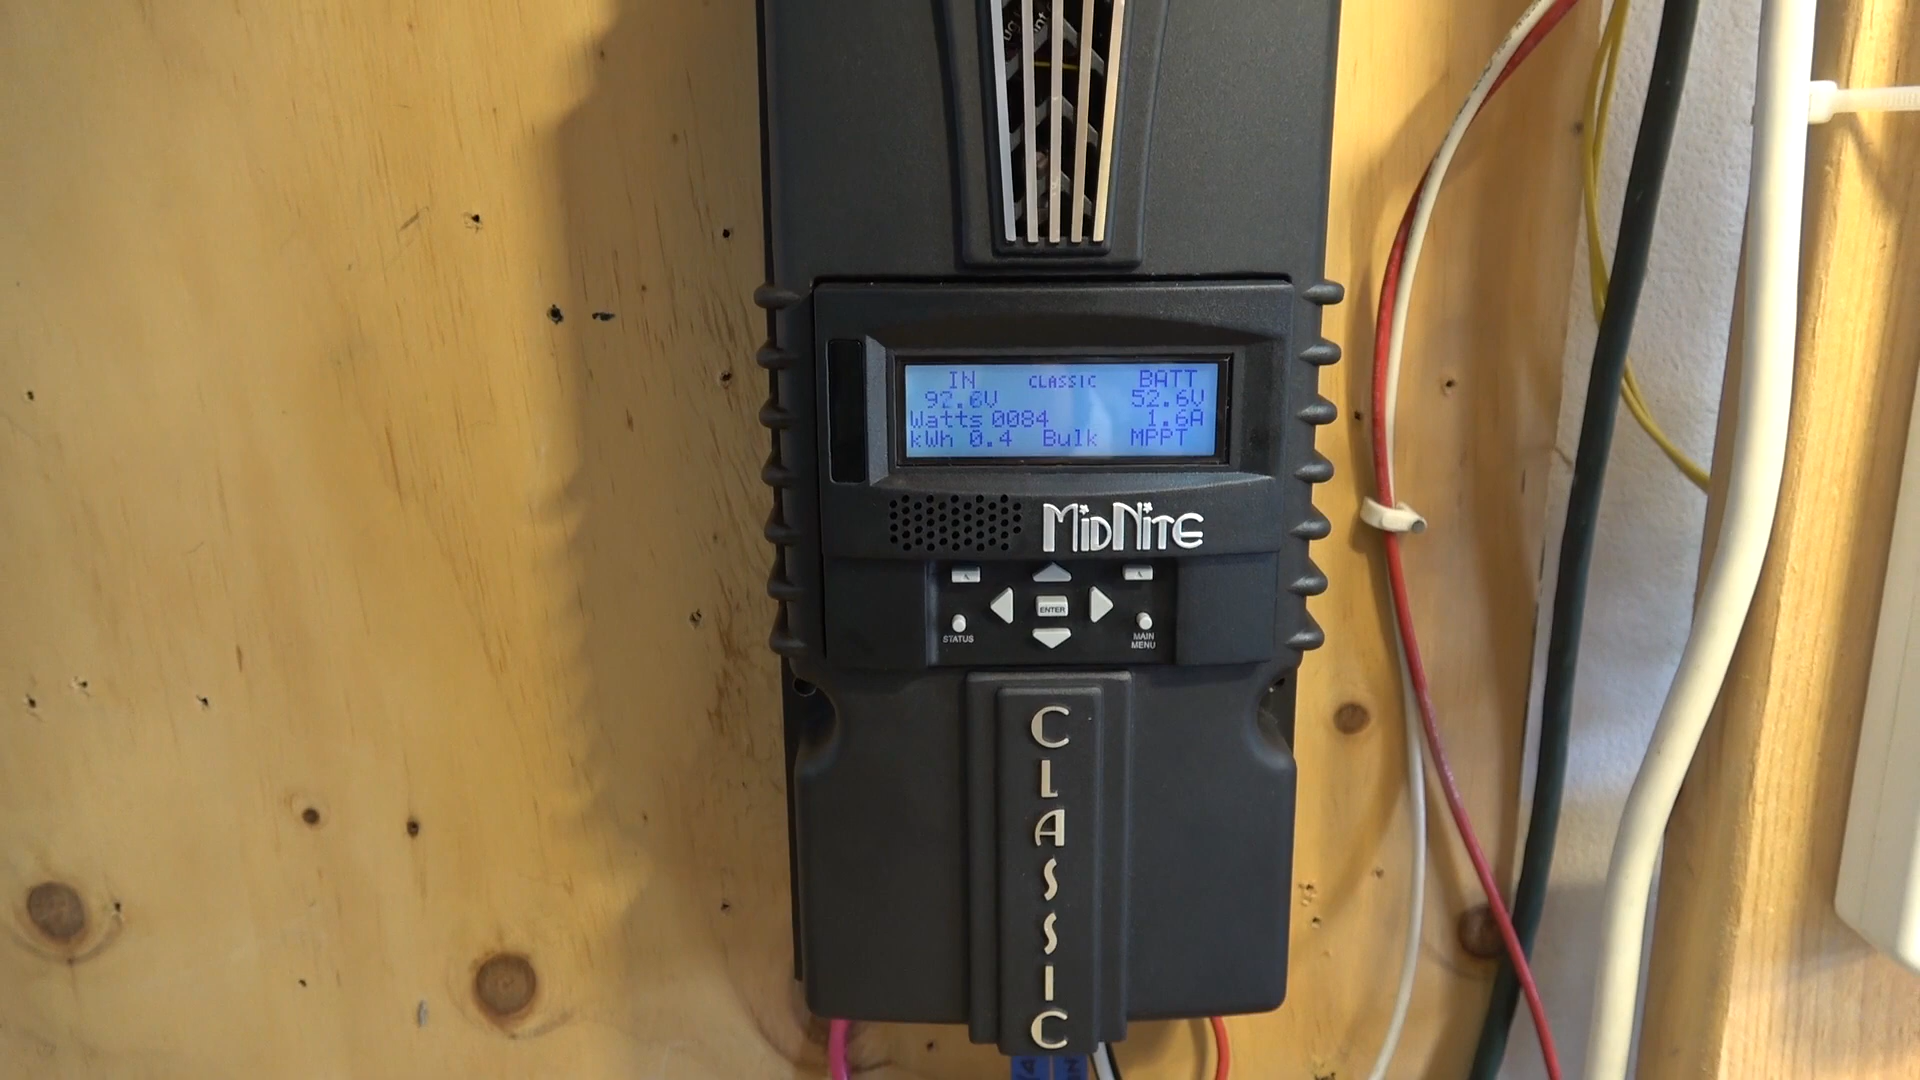 IN CLASSIC BATT
92.6V 52.6V
Watts 0084 1.6A
kWh 0.4 Bulk MPPT
MidNite
ENTER
STATUS
MAIN
MENU
CLASSIC